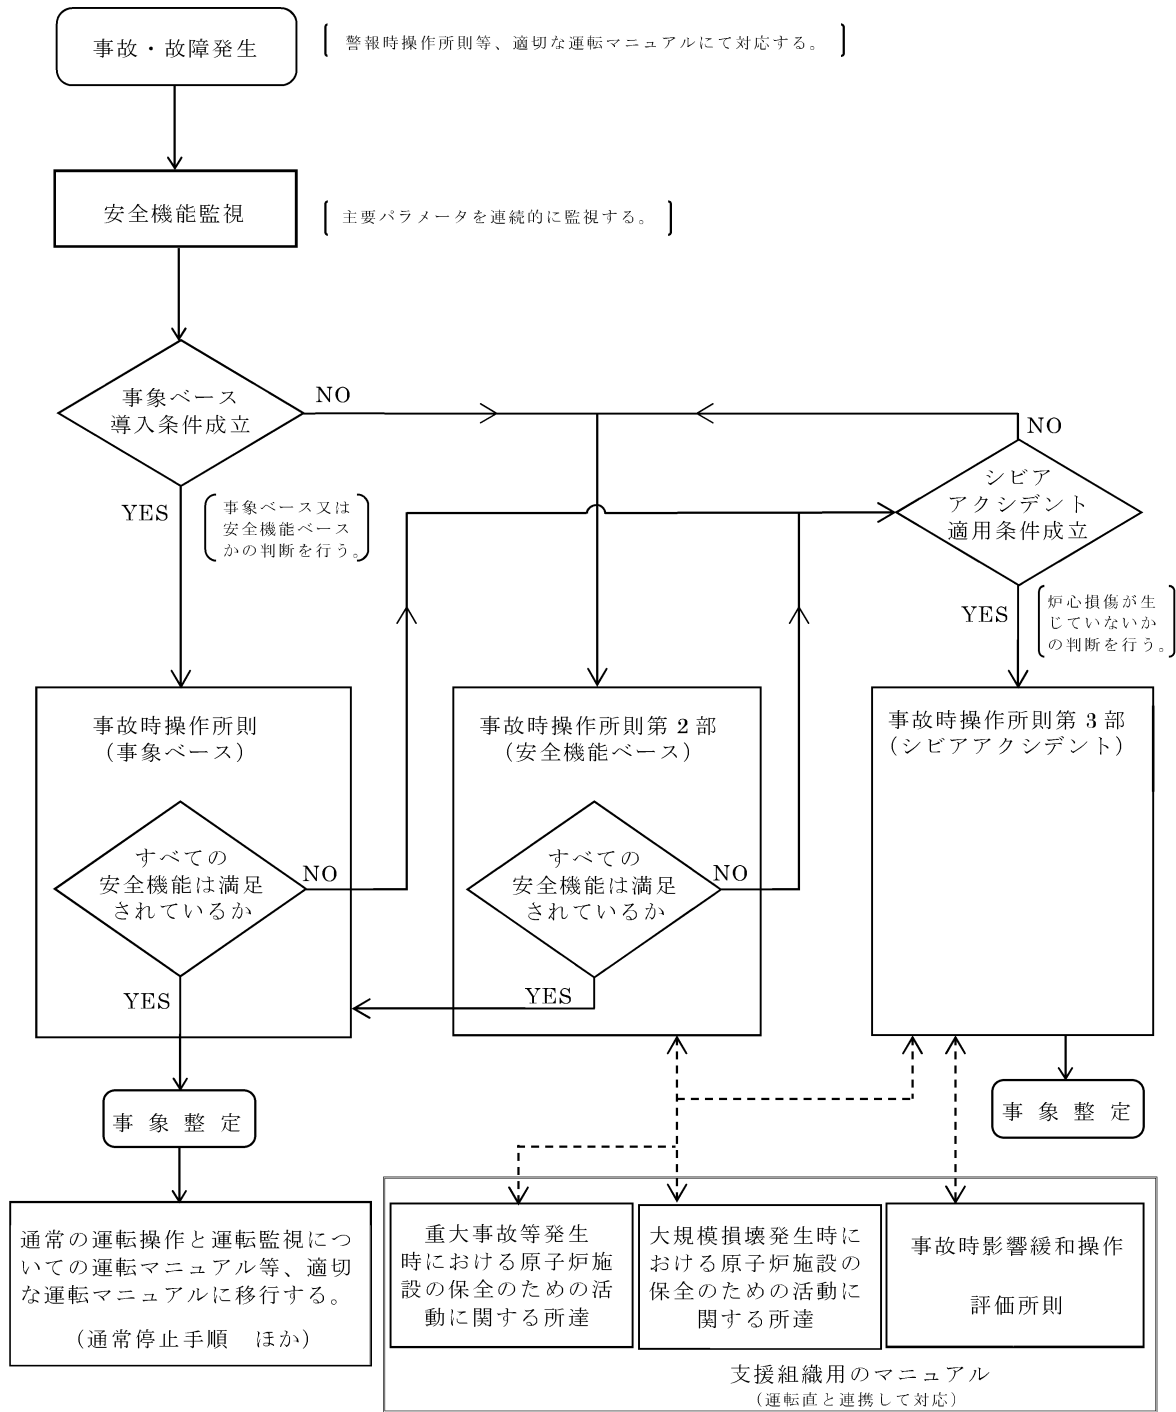 事故・故障発生
警報時操作所則等、適切な運転マニュアルにて対応する。
安全機能監視
主要パラメータを連続的に監視する。
事象ベース
導入条件成立
NO
YES
事象ベース又は
安全機能ベース
かの判断を行う。
NO
シビア
アクシデント
適用条件成立
YES
炉心損傷が生
じていないか
の判断を行う。
事故時操作所則
（事象ベース）
すべての
安全機能は満足
されているか
NO
YES
事故時操作所則第2部
（安全機能ベース）
すべての
安全機能は満足
されているか
NO
YES
事故時操作所則第3部
（シビアアクシデント）
事象整定
事象整定
通常の運転操作と運転監視につ
いての運転マニュアル等、適切
な運転マニュアルに移行する。
（通常停止手順　ほか）
重大事故等発生
時における原子炉施
設の保全のための活
動に関する所達
大規模損壊発生時に
おける原子炉施設の
保全のための活動に
関する所達
事故時影響緩和操作
評価所則
支援組織用のマニュアル
（運転直と連携して対応）